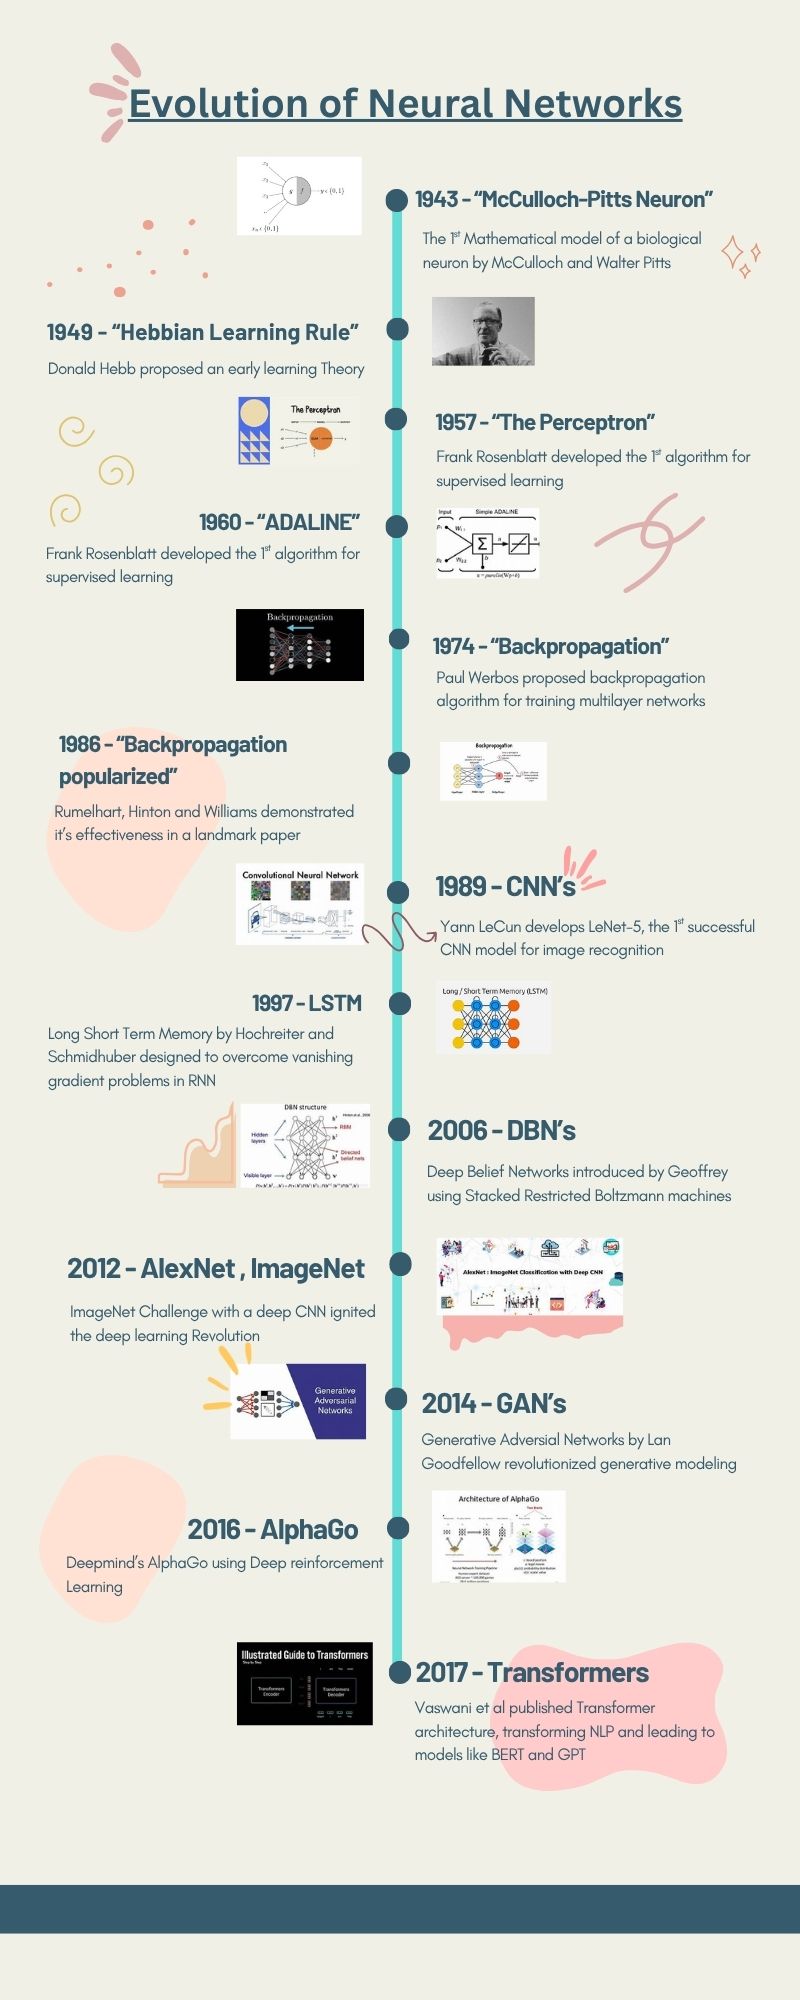 Evolution of Neural Networks
1943 - “McCulloch-Pitts Neuron”
The 1st Mathematical model of a biological
neuron by McCulloch and Walter Pitts
1949 - “Hebbian Learning Rule”
Donald Hebb proposed an early learning Theory
The Perceptron
1957 - “The Perceptron”
Frank Rosenblatt developed the 1st algorithm for
supervised learning
1960 - “ADALINE”
Frank Rosenblatt developed the 1st algorithm for
supervised learning
Input Simple ADALINE
Backpropagation
1974 - “Backpropagation”
Paul Werbos proposed backpropagation
algorithm for training multilayer networks
1986 - “Backpropagation
popularized”
Rumelhart, Hinton and Williams demonstrated
it’s effectiveness in a landmark paper
Backpropagation
Convolutional Neural Network
1989 - CNN’s
Yann LeCun develops LeNet-5, the 1st successful
CNN model for image recognition
1997 - LSTM
Long Short Term Memory by Hochreiter and
Schmidhuber designed to overcome vanishing
gradient problems in RNN
Long / Short Term Memory (LSTM)
DBN structure
Hidden
layers
RBM
Directed
belief nets
Visible layer
2006 - DBN’s
Deep Belief Networks introduced by Geoffrey
using Stacked Restricted Boltzmann machines
2012 - AlexNet , ImageNet
ImageNet Challenge with a deep CNN ignited
the deep learning Revolution
AlexNet : ImageNet Classification with Deep CNN
Generative
Adversarial
Networks
2014 - GAN’s
Generative Adversial Networks by Lan
Goodfellow revolutionized generative modeling
Architecture of AlphaGo
2016 - AlphaGo
Deepmind’s AlphaGo using Deep reinforcement
Learning
Neural Network Training Pipeline
Illustrated Guide to Transformers
Step by Step
Transformers
Encoder
Transformers
Decoder
2017 - Transformers
Vaswani et al published Transformer
architecture, transforming NLP and leading to
models like BERT and GPT